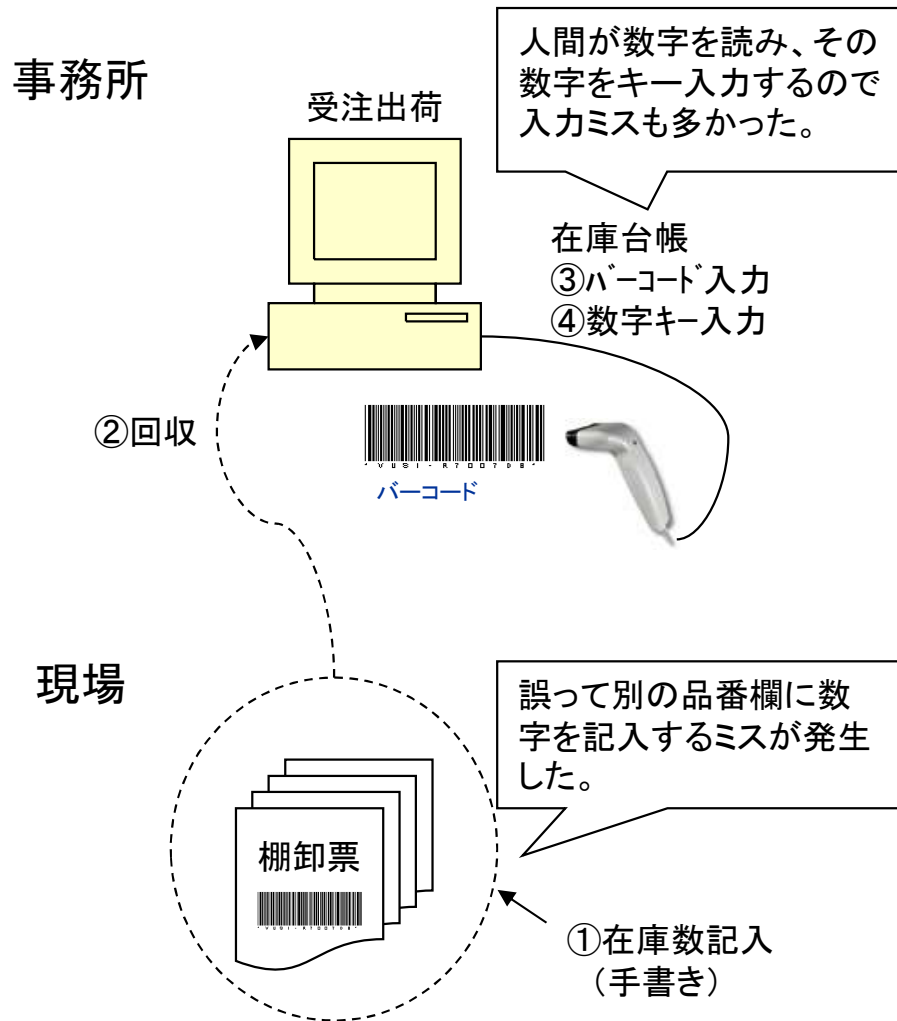 事務所
受注出荷
人間が数字を読み、その
数字をキー入力するので
入力ミスも多かった。
在庫台帳
③ﾊﾞｰｺｰﾄﾞ入力
④数字キー入力
②回収
バーコード
現場
誤って別の品番欄に数
字を記入するミスが発生
した。
棚卸票
①在庫数記入
（手書き）